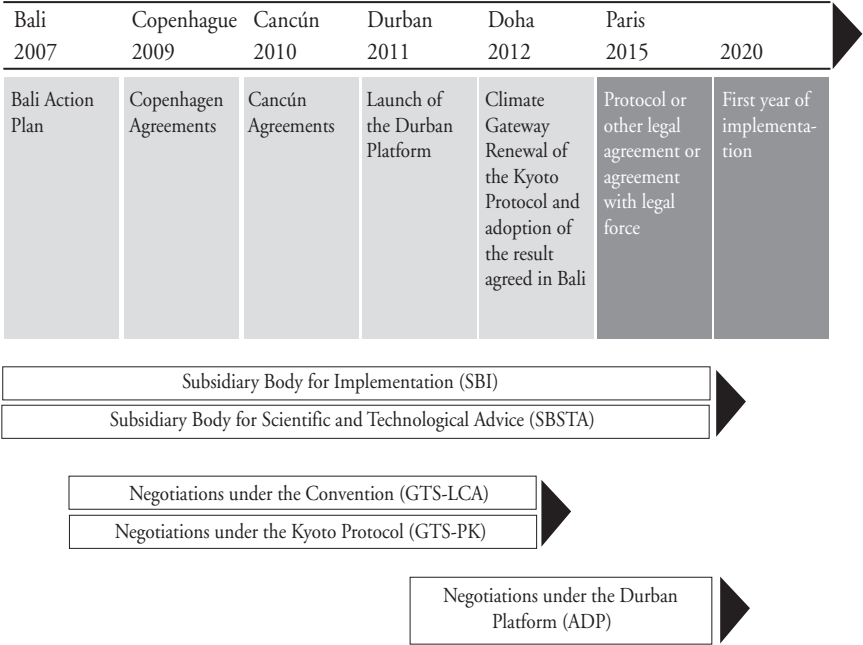 Bali Copenhague Cancún Durban Doha Paris
2007 2009 2010 2011 2012 2015 2020
Bali Action
Plan
Copenhagen
Agreements
Cancún
Agreements
Launch of
the Durban
Platform
Climate
Gateway
Renewal of
the Kyoto
Protocol and
adoption of
the result
agreed in Bali
Protocol or
other legal
agreement or
agreement
with legal
force
First year of
implementa-
tion
Subsidiary Body for Implementation (SBI)
Subsidiary Body for Scientific and Technological Advice (SBSTA)
Negotiations under the Convention (GTS-LCA)
Negotiations under the Kyoto Protocol (GTS-PK)
Negotiations under the Durban
Platform (ADP)